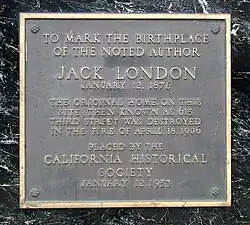 TO MARK THE BIRTHPLACE
OF THE NOTED AUTHOR
JACK LONDON
JANUARY 12, 1876
THE ORIGINAL HOME ON THIS
SITE, THEN KNOWN AS 615
THIRD STREET WAS DESTROYED
IN THE FIRE OF APRIL 18, 1906
PLACED BY THE
CALIFORNIA HISTORICAL
SOCIETY
JANUARY 12, 1953